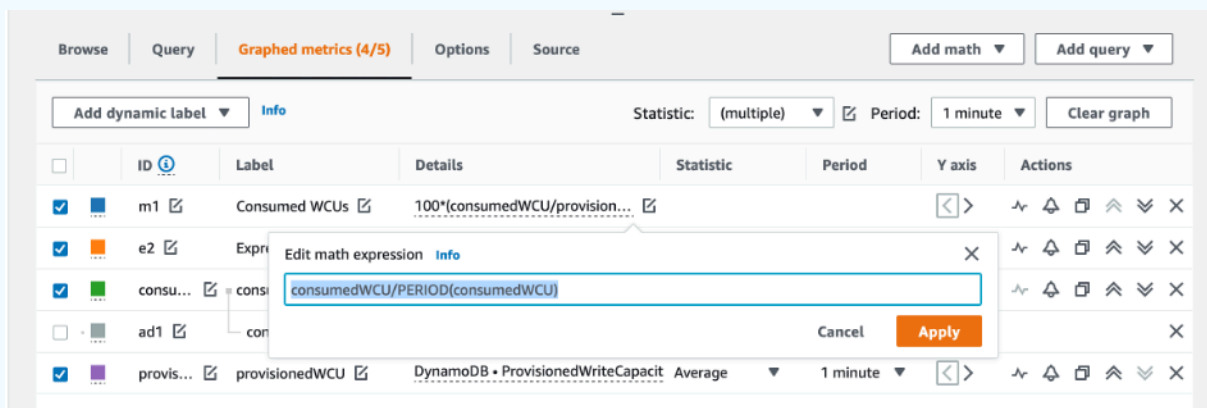 Browse Query Graphed metrics (4/5) Options Source Add math ▼ Add query ▼
Add dynamic label ▼ Info Statistic: (multiple) ▼ Period: 1 minute ▼ Clear graph
ID Label Details Statistic Period Y axis Actions
m1 Consumed WCUs 100*(consumedWCU/provision...
e2 Expre
Edit math expression Info
consu... consu
consumedWCU/PERIOD(consumedWCU)
ad1 con
Cancel Apply
provis... provisionedWCU DynamoDB • ProvisionedWriteCapacit Average ▼ 1 minute ▼